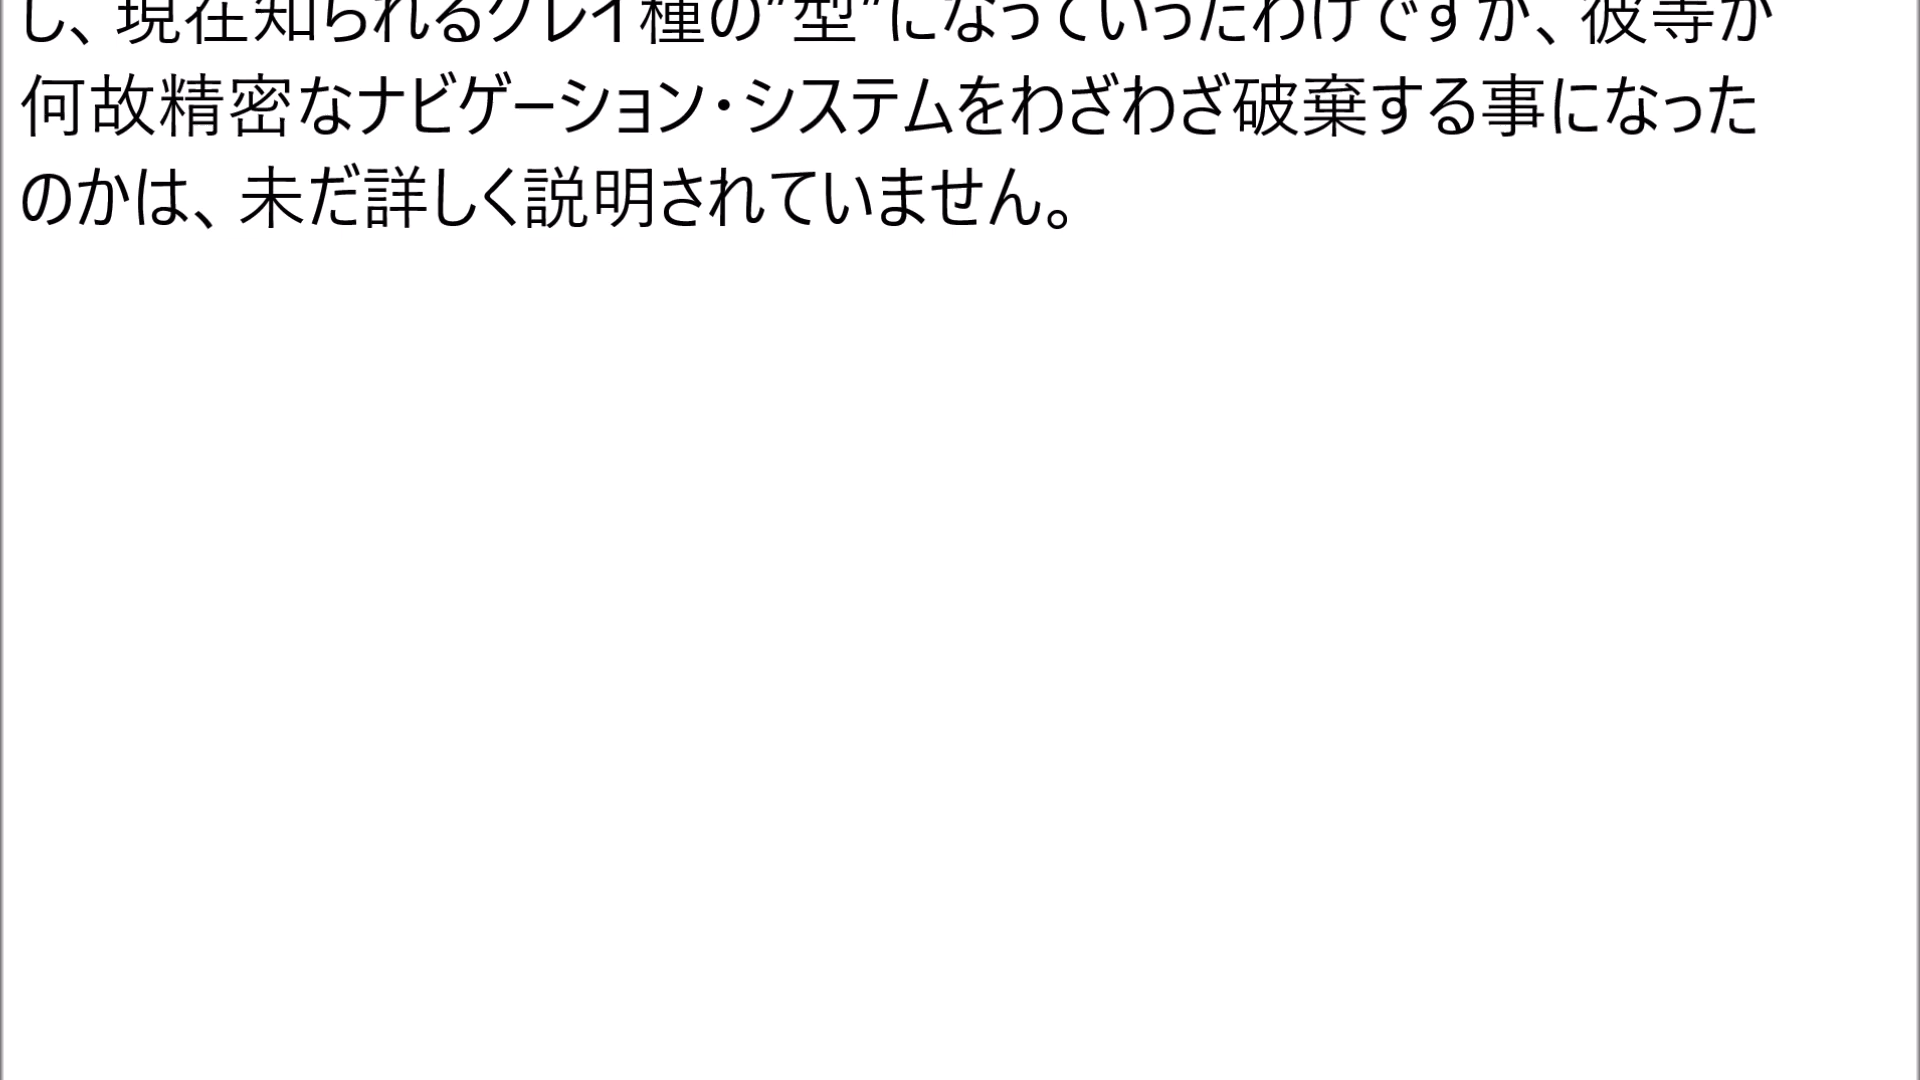 し、現在知られるグレイ種の”型”になっていったわけですが、彼等が
何故精密なナビゲーション・システムをわざわざ破棄する事になった
のかは、未だ詳しく説明されていません。